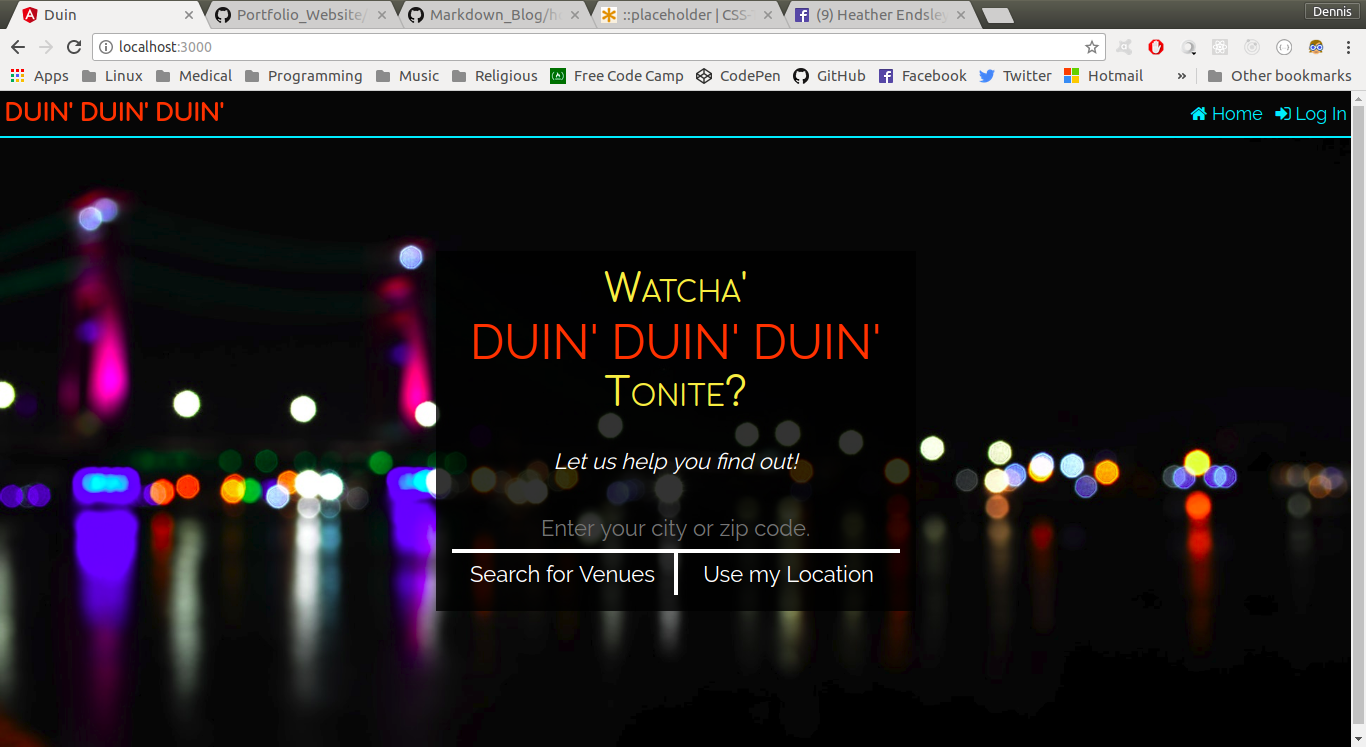 Duin
Portfolio_Website/
Markdown_Blog/he
::placeholder | CSS-T
(9) Heather Endsley
Dennis
localhost:3000
Apps
Linux
Medical
Programming
Music
Religious
Free Code Camp
CodePen
GitHub
Facebook
Twitter
Hotmail
»
Other bookmarks
DUIN' DUIN' DUIN'
Home
Log In
Watcha'
DUIN' DUIN' DUIN'
Tonite?
Let us help you find out!
Enter your city or zip code.
Search for Venues
Use my Location